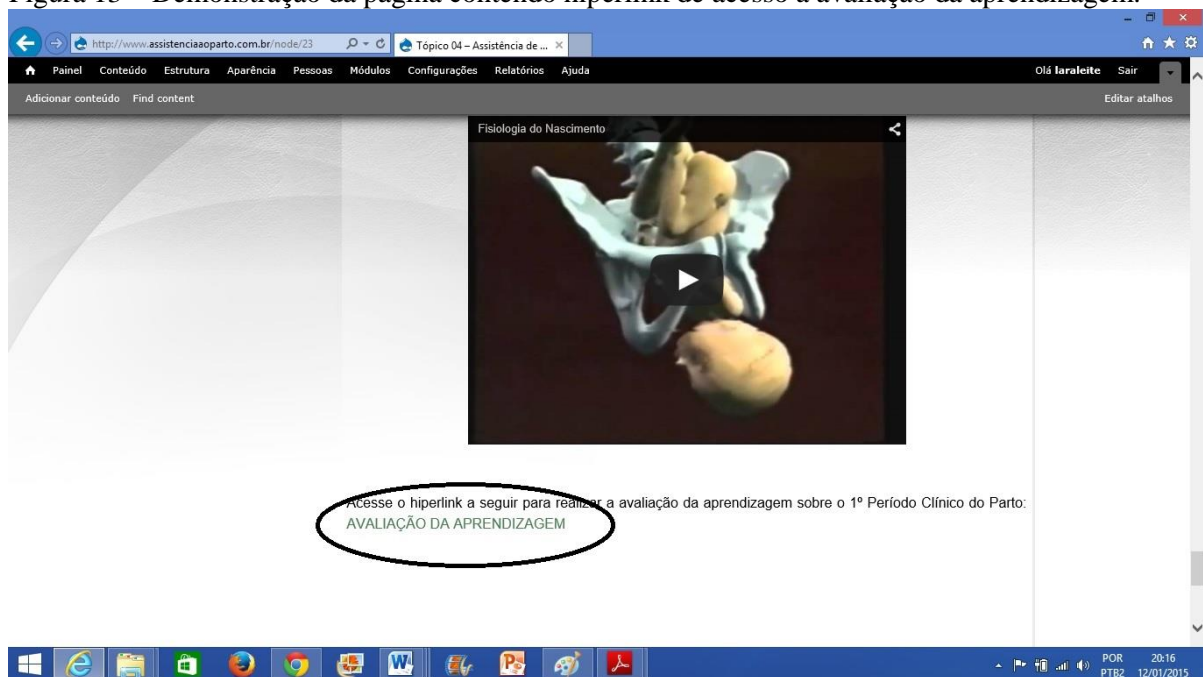 Figura 13 – Demonstração da página contendo hiperlink de acesso à avaliação da aprendizagem.
http://www.assistenciaaoparto.com.br/node/23
Tópico 04 – Assistência de ...
Painel Conteúdo Estrutura Aparência Pessoas Módulos Configurações Relatórios Ajuda
Olá laraleite Sair
Adicionar conteúdo Find content
Editar atalhos
Fisiologia do Nascimento
Acesse o hiperlink a seguir para realizar a avaliação da aprendizagem sobre o 1º Período Clínico do Parto:
AVALIAÇÃO DA APRENDIZAGEM
POR 20:16
PTB2 12/01/2015